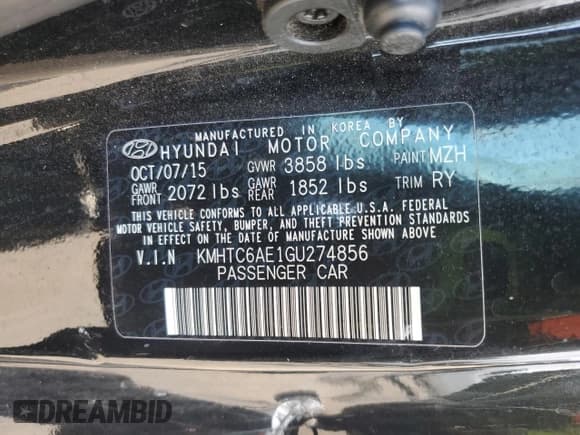 MANUFACTURED IN KOREA BY
HYUNDAI MOTOR COMPANY
OCT/07/15 GVWR 3858 lbs PAINT MZH
GAWR FRONT 2072 lbs GAWR REAR 1852 lbs TRIM RY
THIS VEHICLE CONFORMS TO ALL APPLICABLE U.S.A. FEDERAL
MOTOR VEHICLE SAFETY, BUMPER, AND THEFT PREVENTION STANDARDS
IN EFFECT ON THE DATE OF MANUFACTURE SHOWN ABOVE.
V.I.N KMHTC6AE1GU274856
PASSENGER CAR
DREAMBID